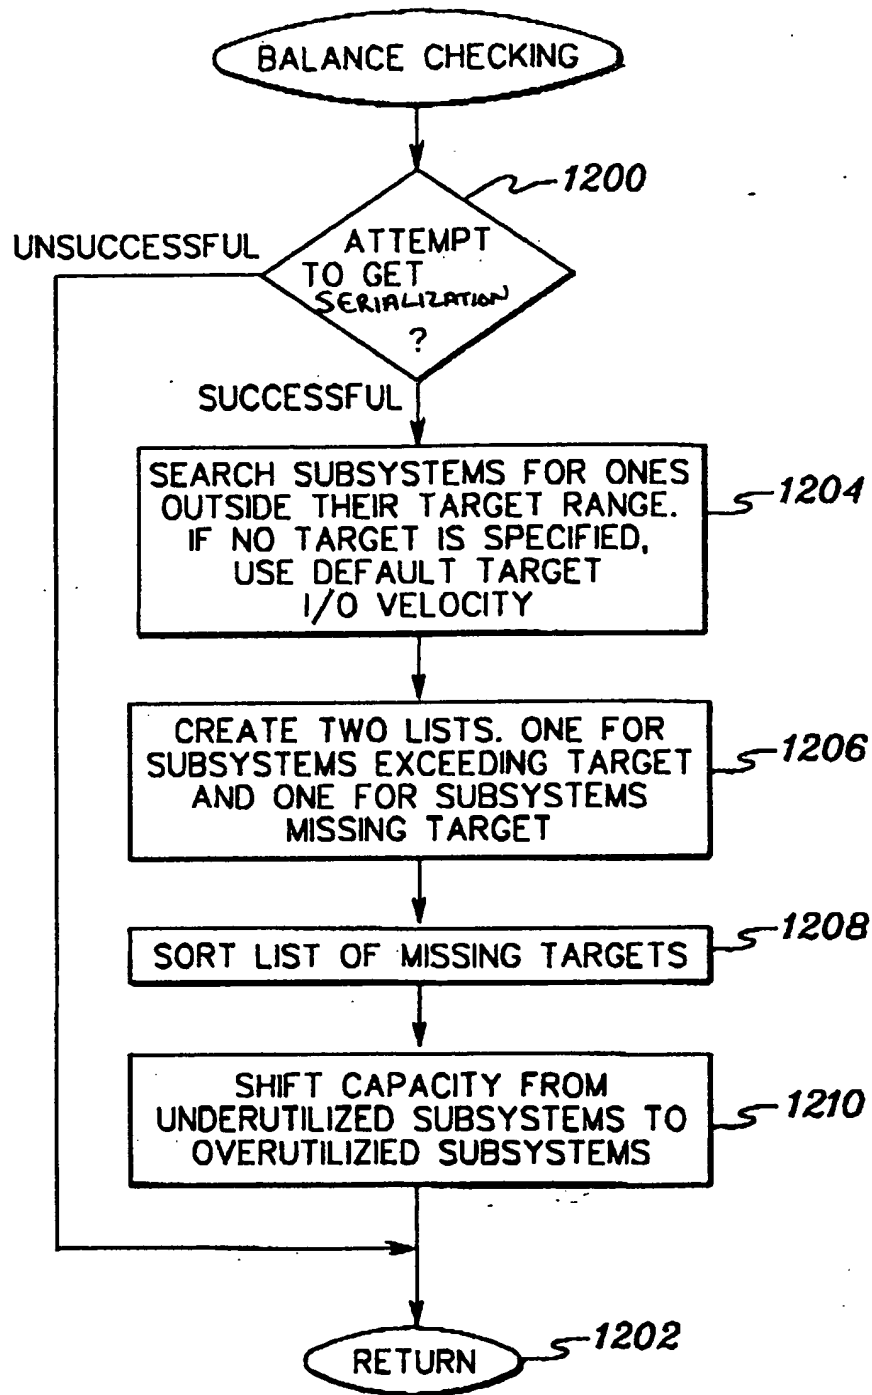 BALANCE CHECKING
1200
UNSUCCESSFUL
ATTEMPT
TO GET
SERIALIZATION
?
SUCCESSFUL
SEARCH SUBSYSTEMS FOR ONES
OUTSIDE THEIR TARGET RANGE.
IF NO TARGET IS SPECIFIED,
USE DEFAULT TARGET
I/O VELOCITY
1204
CREATE TWO LISTS. ONE FOR
SUBSYSTEMS EXCEEDING TARGET
AND ONE FOR SUBSYSTEMS
MISSING TARGET
1206
SORT LIST OF MISSING TARGETS
1208
SHIFT CAPACITY FROM
UNDERUTILIZED SUBSYSTEMS TO
OVERUTILIZIED SUBSYSTEMS
1210
RETURN
1202